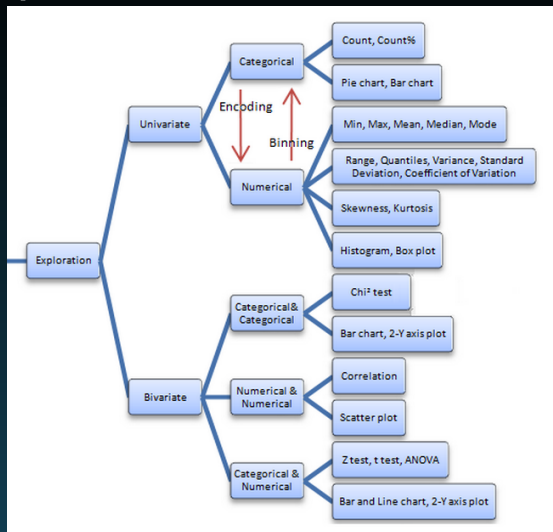 Exploration
Univariate
Categorical
Count, Count%
Pie chart, Bar chart
Encoding
Binning
Numerical
Min, Max, Mean, Median, Mode
Range, Quantiles, Variance, Standard
Deviation, Coefficient of Variation
Skewness, Kurtosis
Histogram, Box plot
Bivariate
Categorical &
Categorical
Chi² test
Bar chart, 2-Y axis plot
Numerical &
Numerical
Correlation
Scatter plot
Categorical &
Numerical
Z test, t test, ANOVA
Bar and Line chart, 2-Y axis plot